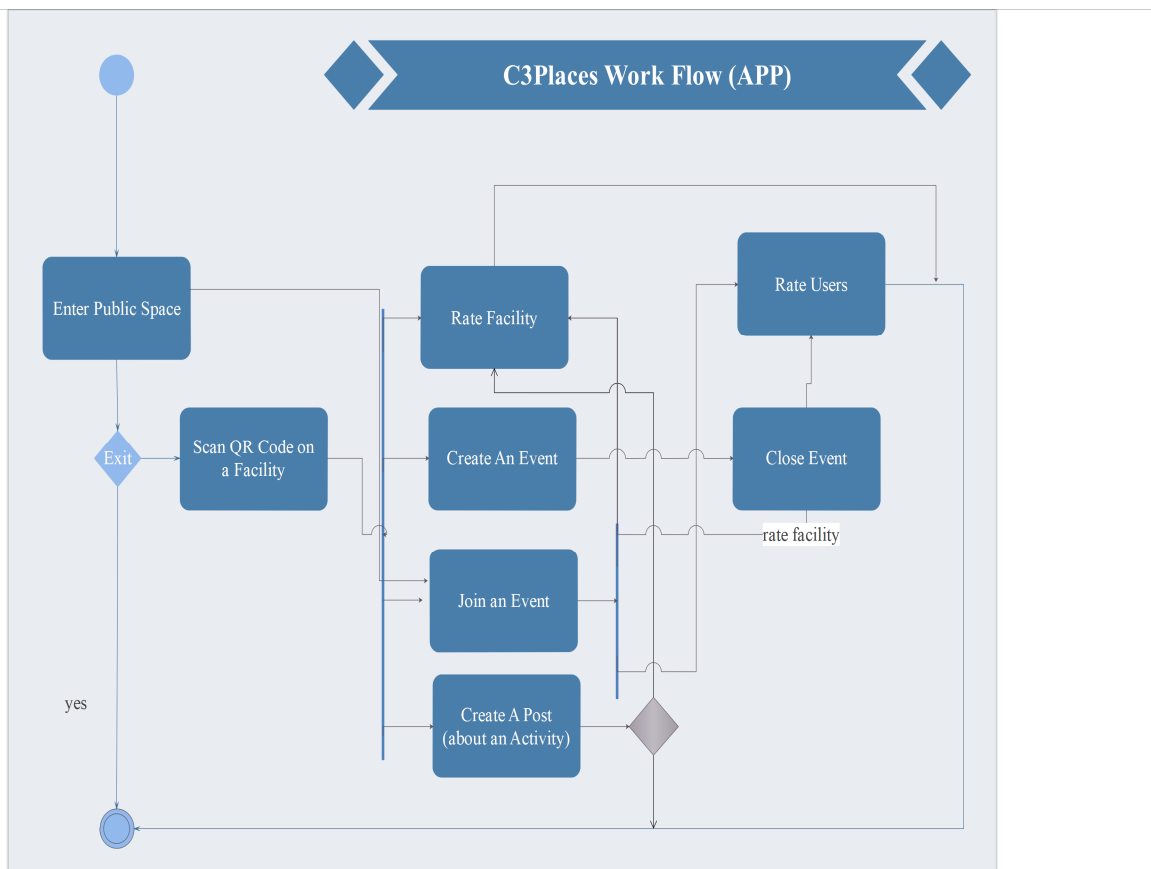 C3Places Work Flow (APP)
Enter Public Space
Rate Facility
Rate Users
Exit
Scan QR Code on
a Facility
Create An Event
Close Event
rate facility
Join an Event
yes
Create A Post
(about an Activity)